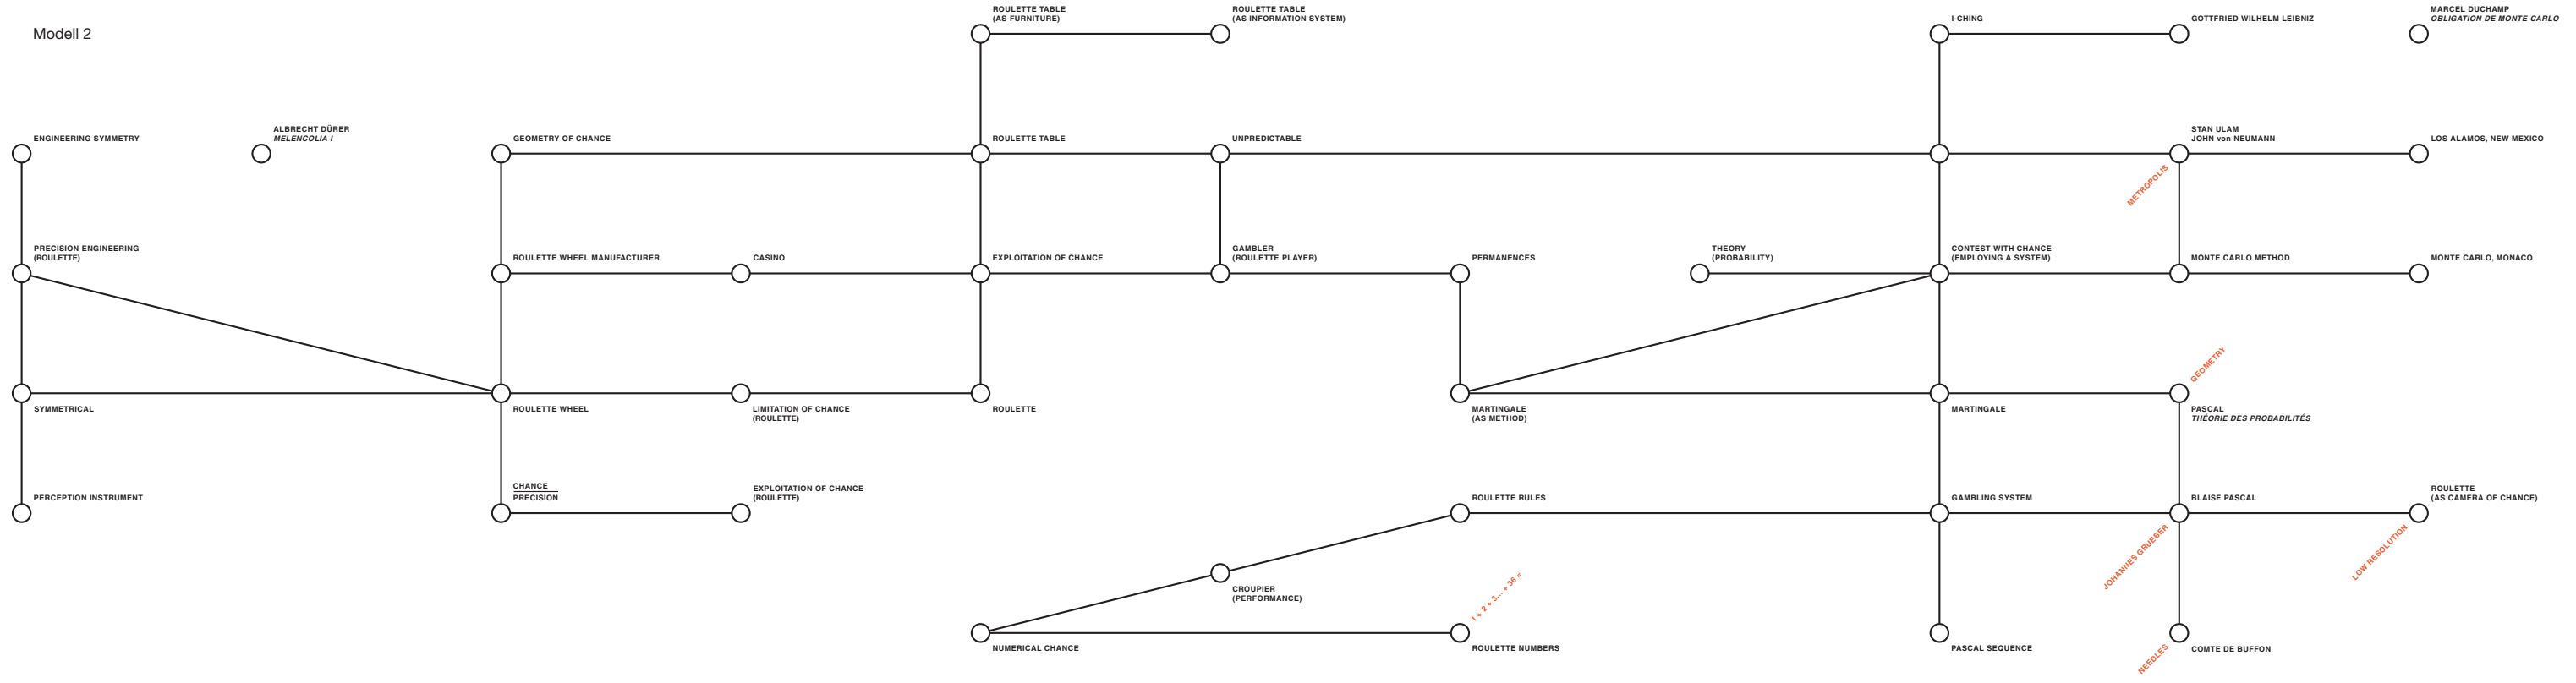 ROULETTE TABLE
(AS FURNITURE)
ROULETTE TABLE
(AS INFORMATION SYSTEM)
I-CHING
GOTTFRIED WILHELM LEIBNIZ
MARCEL DUCHAMP
OBLIGATION DE MONTE CARLO
Modell 2
ENGINEERING SYMMETRY
ALBRECHT DÜRER
MELENCOLIA I
GEOMETRY OF CHANCE
ROULETTE TABLE
UNPREDICTABLE
STAN ULAM
JOHN von NEUMANN
LOS ALAMOS, NEW MEXICO
METROPOLIS
PRECISION ENGINEERING
(ROULETTE)
ROULETTE WHEEL MANUFACTURER
CASINO
EXPLOITATION OF CHANCE
GAMBLER
(ROULETTE PLAYER)
PERMANENCES
THEORY
(PROBABILITY)
CONTEST WITH CHANCE
(EMPLOYING A SYSTEM)
MONTE CARLO METHOD
MONTE CARLO, MONACO
GEOMETRY
SYMMETRICAL
ROULETTE WHEEL
LIMITATION OF CHANCE
(ROULETTE)
ROULETTE
MARTINGALE
(AS METHOD)
MARTINGALE
PASCAL
THÉORIE DES PROBABILITÉS
PERCEPTION INSTRUMENT
CHANCE
PRECISION
EXPLOITATION OF CHANCE
(ROULETTE)
ROULETTE RULES
GAMBLING SYSTEM
BLAISE PASCAL
ROULETTE
(AS CAMERA OF CHANCE)
JOHANNES GRUEBER
LOW RESOLUTION
CROUPIER
(PERFORMANCE)
1 + 2 + 3... + 36 =
NUMERICAL CHANCE
ROULETTE NUMBERS
PASCAL SEQUENCE
COMTE DE BUFFON
NEEDLES